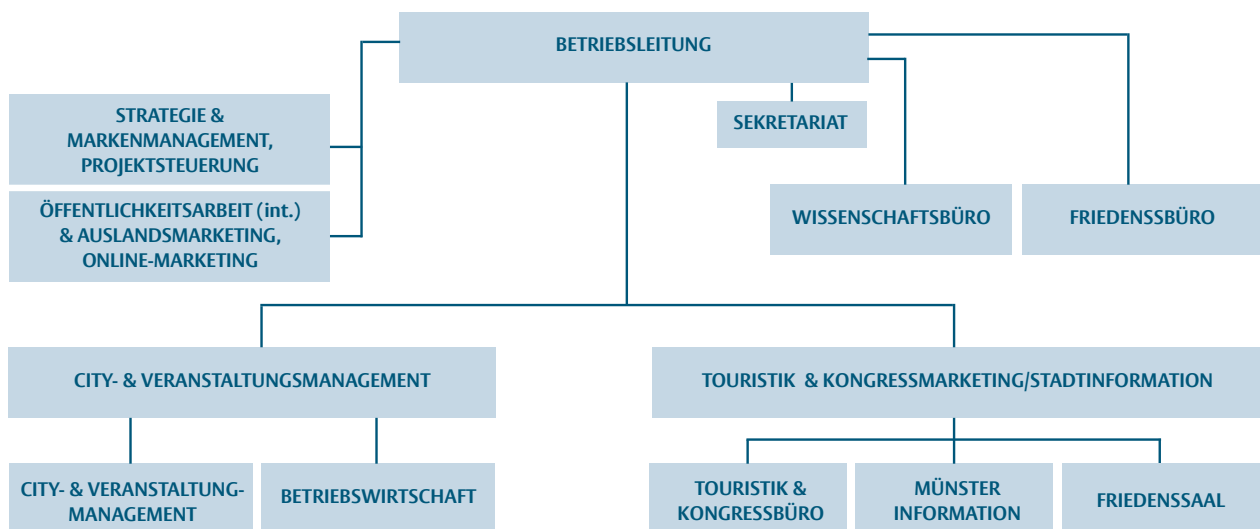 BETRIEBSLEITUNG
STRATEGIE &
MARKENMANAGEMENT,
PROJEKTSTEUERUNG
SEKRETARIAT
ÖFFENTLICHKEITSARBEIT (int.)
& AUSLANDSMARKETING,
ONLINE-MARKETING
WISSENSCHAFTSBÜRO
FRIEDENSSBÜRO
CITY- & VERANSTALTUNGSMANAGEMENT
TOURISTIK & KONGRESSMARKETING/STADTINFORMATION
CITY- & VERANSTALTUNG-
MANAGEMENT
BETRIEBSWIRTSCHAFT
TOURISTIK &
KONGRESSBÜRO
MÜNSTER
INFORMATION
FRIEDENSSAAL